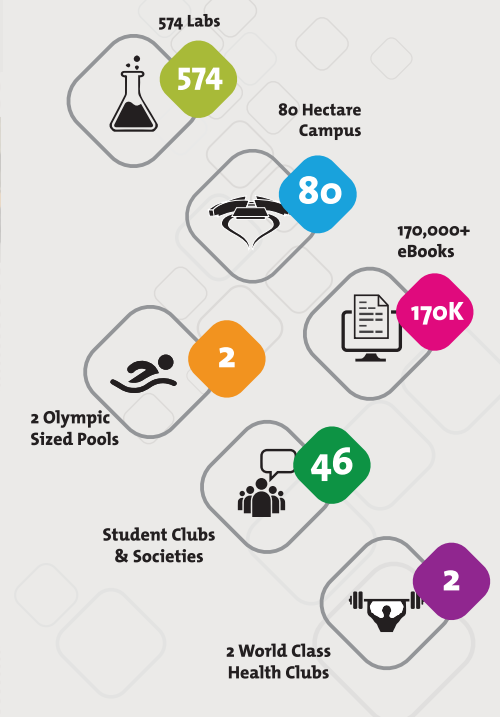 574 Labs
574
80 Hectare
Campus
80
170,000+
eBooks
170K
2
2 Olympic
Sized Pools
46
Student Clubs
& Societies
2
2 World Class
Health Clubs